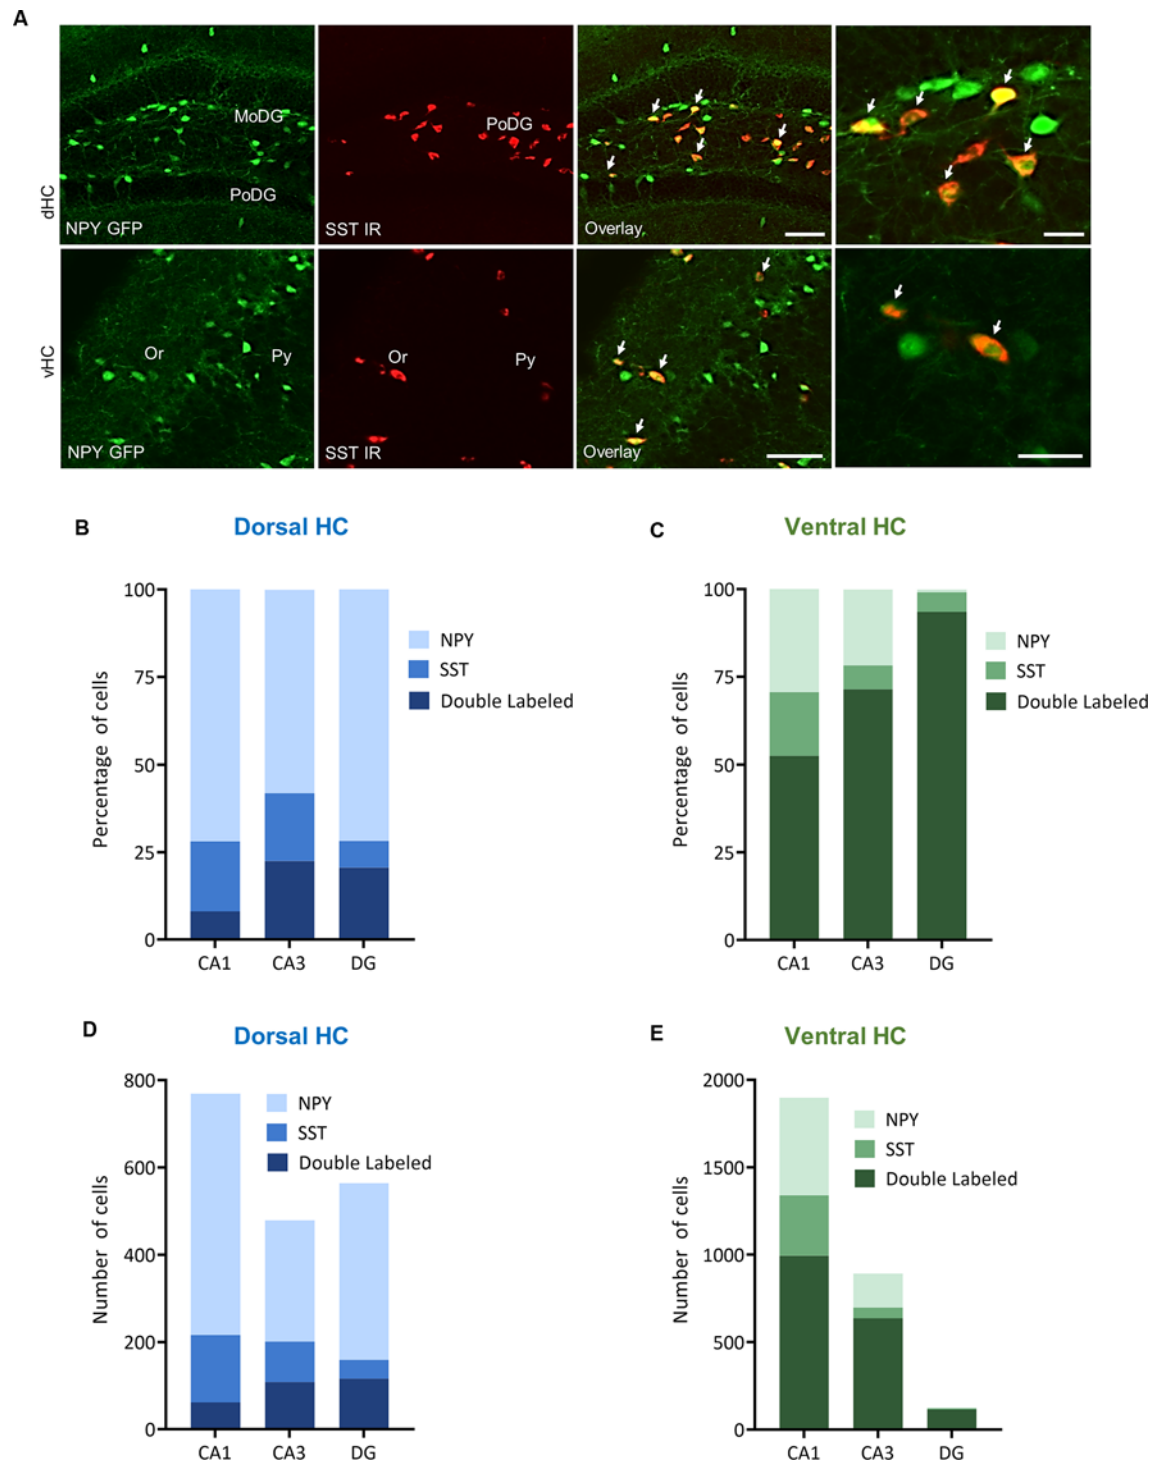 A
dHC
MoDG
PoDG
NPY GFP
PoDG
SST IR
Overlay
vHC
Or
Py
NPY GFP
Or
Py
SST IR
Overlay
B
Dorsal HC
Percentage of cells
100
75
50
25
0
CA1 CA3 DG
NPY
SST
Double Labeled
C
Ventral HC
Percentage of cells
100
75
50
25
0
CA1 CA3 DG
NPY
SST
Double Labeled
D
Dorsal HC
Number of cells
800
600
400
200
0
CA1 CA3 DG
NPY
SST
Double Labeled
E
Ventral HC
Number of cells
2000
1500
1000
500
0
CA1 CA3 DG
NPY
SST
Double Labeled